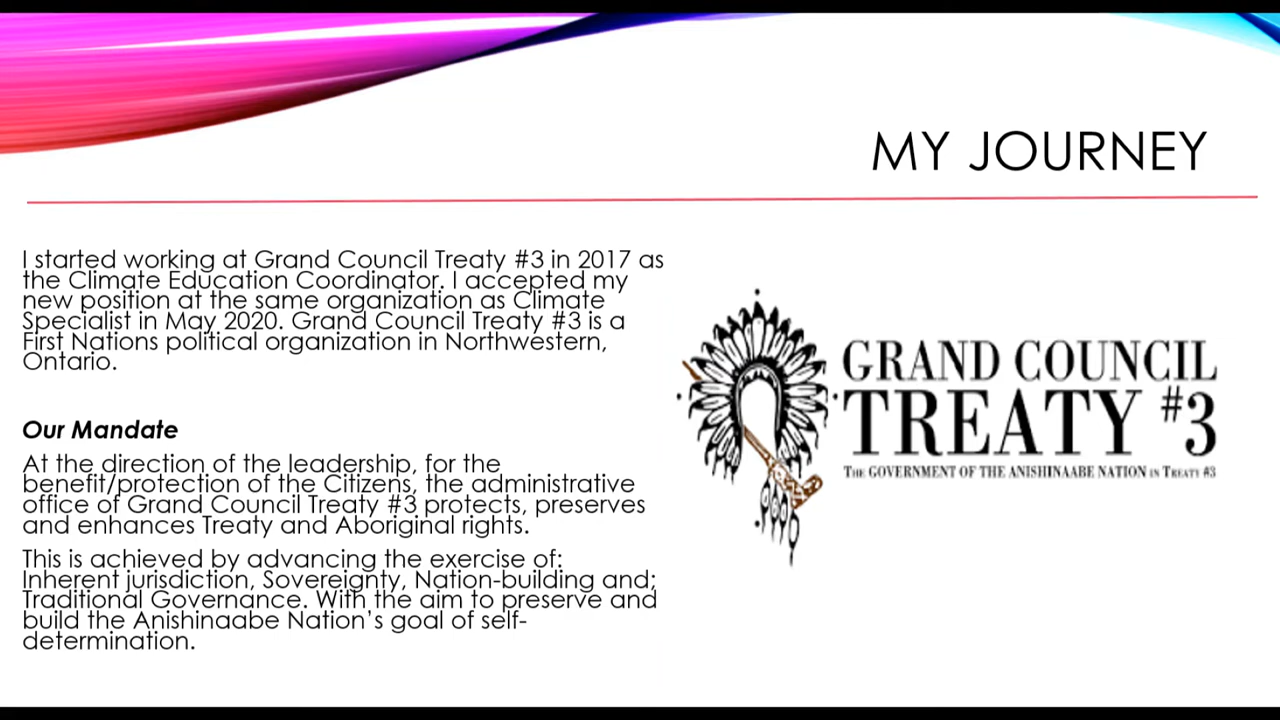 MY JOURNEY
I started working at Grand Council Treaty #3 in 2017 as
the Climate Education Coordinator. I accepted my
new position at the same organization as Climate
Specialist in May 2020. Grand Council Treaty #3 is a
First Nations political organization in Northwestern,
Ontario.
Our Mandate
At the direction of the leadership, for the
benefit/protection of the Citizens, the administrative
office of Grand Council Treaty #3 protects, preserves
and enhances Treaty and Aboriginal rights.
This is achieved by advancing the exercise of:
Inherent jurisdiction, Sovereignty, Nation-building and;
Traditional Governance. With the aim to preserve and
build the Anishinaabe Nation’s goal of self-
determination.
GRAND COUNCIL
TREATY #3
THE GOVERNMENT OF THE ANISHINAABE NATION IN TREATY #3